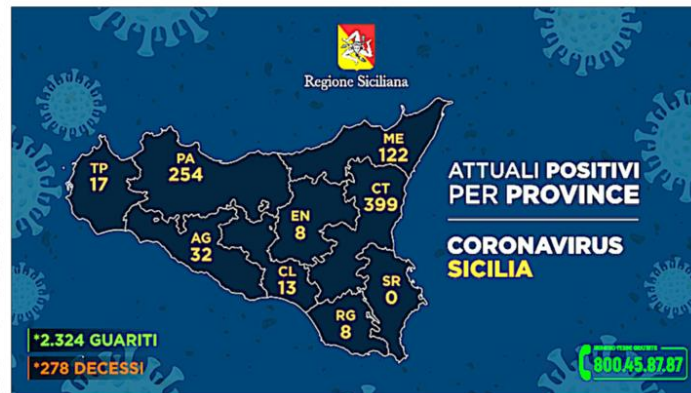 Regione Siciliana
ATTUALI POSITIVI
PER PROVINCE
CORONAVIRUS
SICILIA
TP
17
PA
254
ME
122
CT
399
EN
8
AG
32
CL
13
SR
0
RG
8
*2.324 GUARITI
*278 DECESSI
800.45.87.87